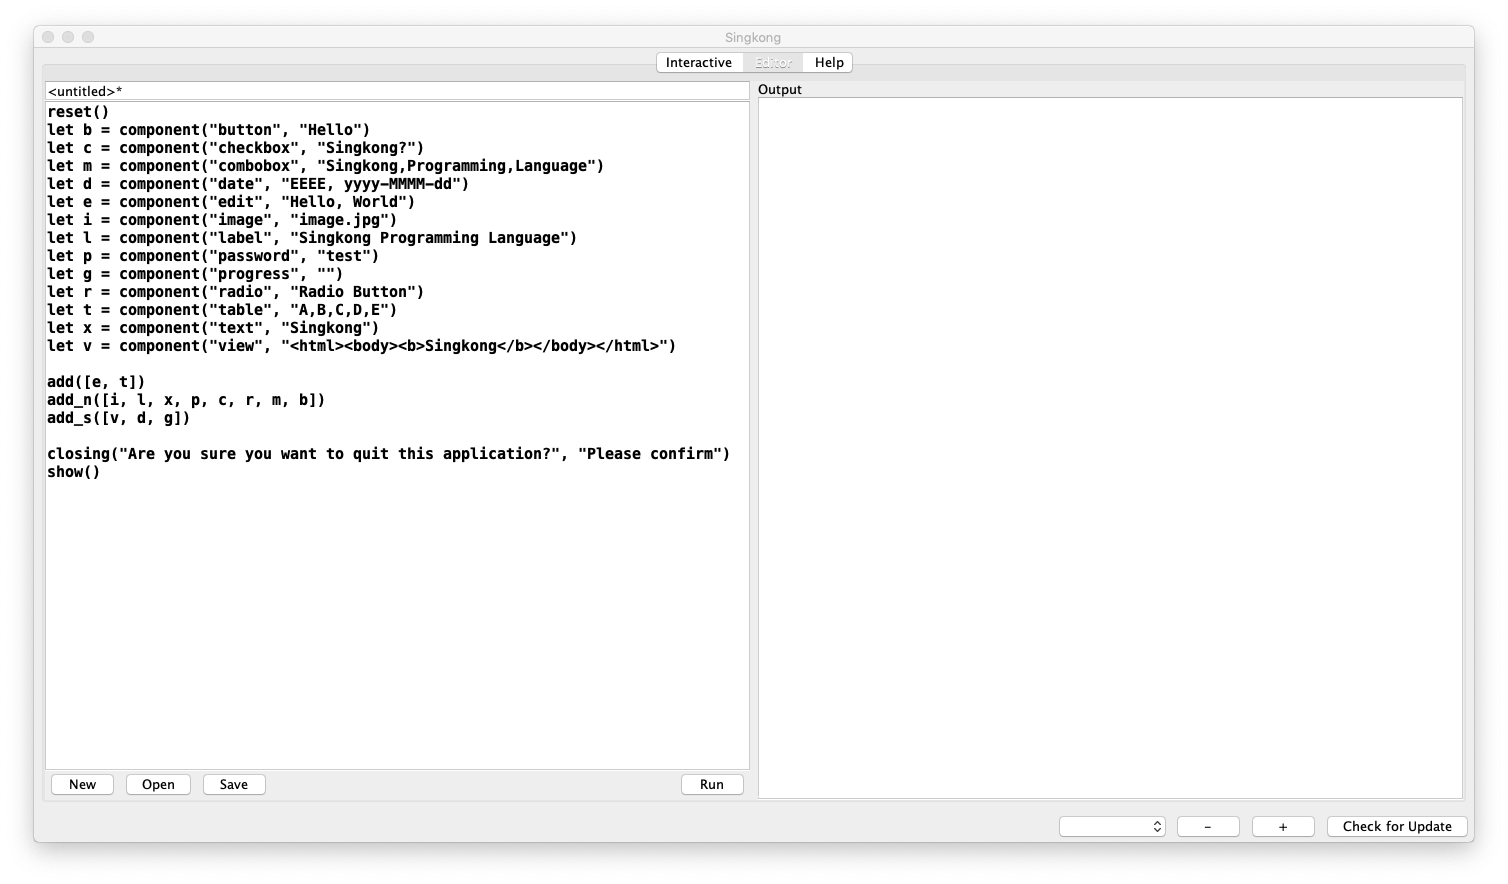 Singkong
Interactive Editor Help
<untitled>*
reset()
let b = component("button", "Hello")
let c = component("checkbox", "Singkong?")
let m = component("combobox", "Singkong,Programming,Language")
let d = component("date", "EEEE, yyyy-MMMM-dd")
let e = component("edit", "Hello, World")
let i = component("image", "image.jpg")
let l = component("label", "Singkong Programming Language")
let p = component("password", "test")
let g = component("progress", "")
let r = component("radio", "Radio Button")
let t = component("table", "A,B,C,D,E")
let x = component("text", "Singkong")
let v = component("view", "<html><body><b>Singkong</b></body></html>")
add([e, t])
add_n([i, l, x, p, c, r, m, b])
add_s([v, d, g])
closing("Are you sure you want to quit this application?", "Please confirm")
show()
New Open Save Run
Output
- + Check for Update